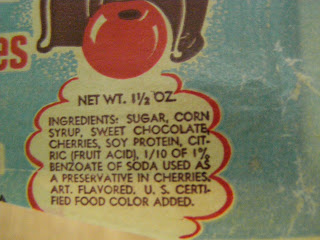 es
NET WT. 1½ OZ.
INGREDIENTS: SUGAR, CORN
SYRUP, SWEET CHOCOLATE,
CHERRIES, SOY PROTEIN, CIT-
RIC (FRUIT ACID), 1/10 OF 1%
BENZOATE OF SODA USED AS
A PRESERVATIVE IN CHERRIES.
ART. FLAVORED. U. S. CERTI-
FIED FOOD COLOR ADDED.